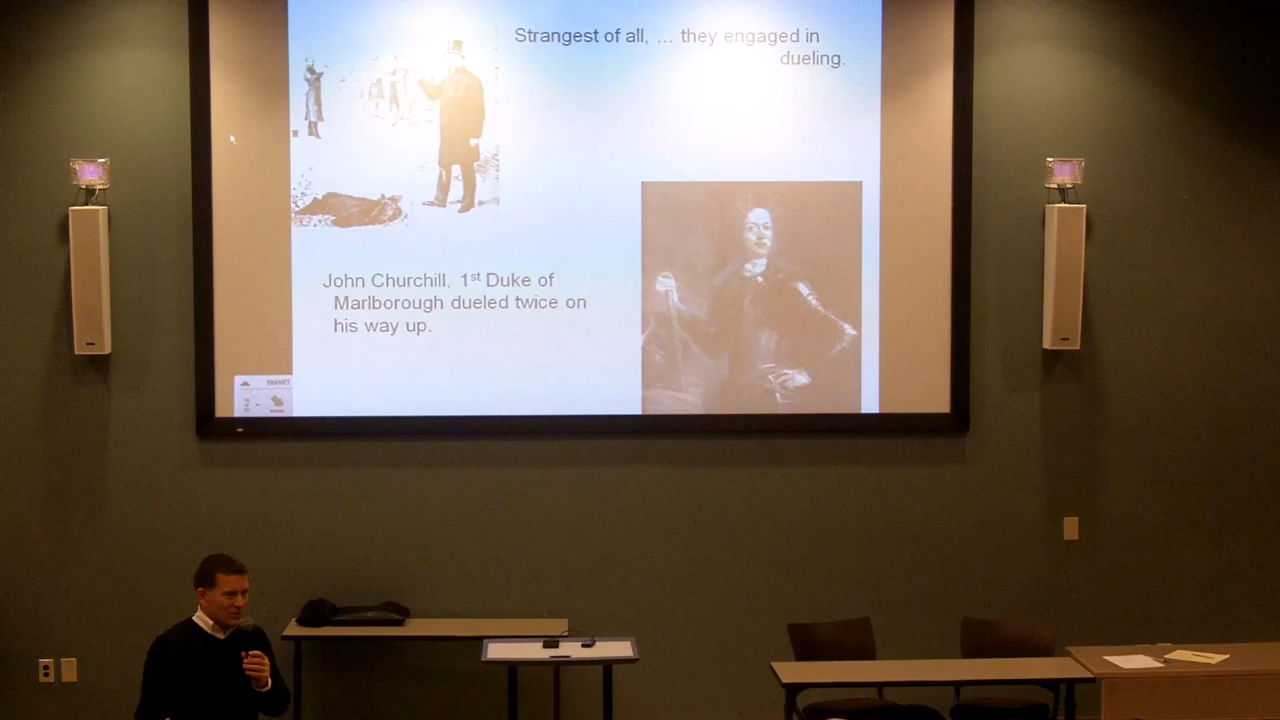 Strangest of all, … they engaged in
dueling.
John Churchill, 1st Duke of
Marlborough dueled twice on
his way up.
SMART